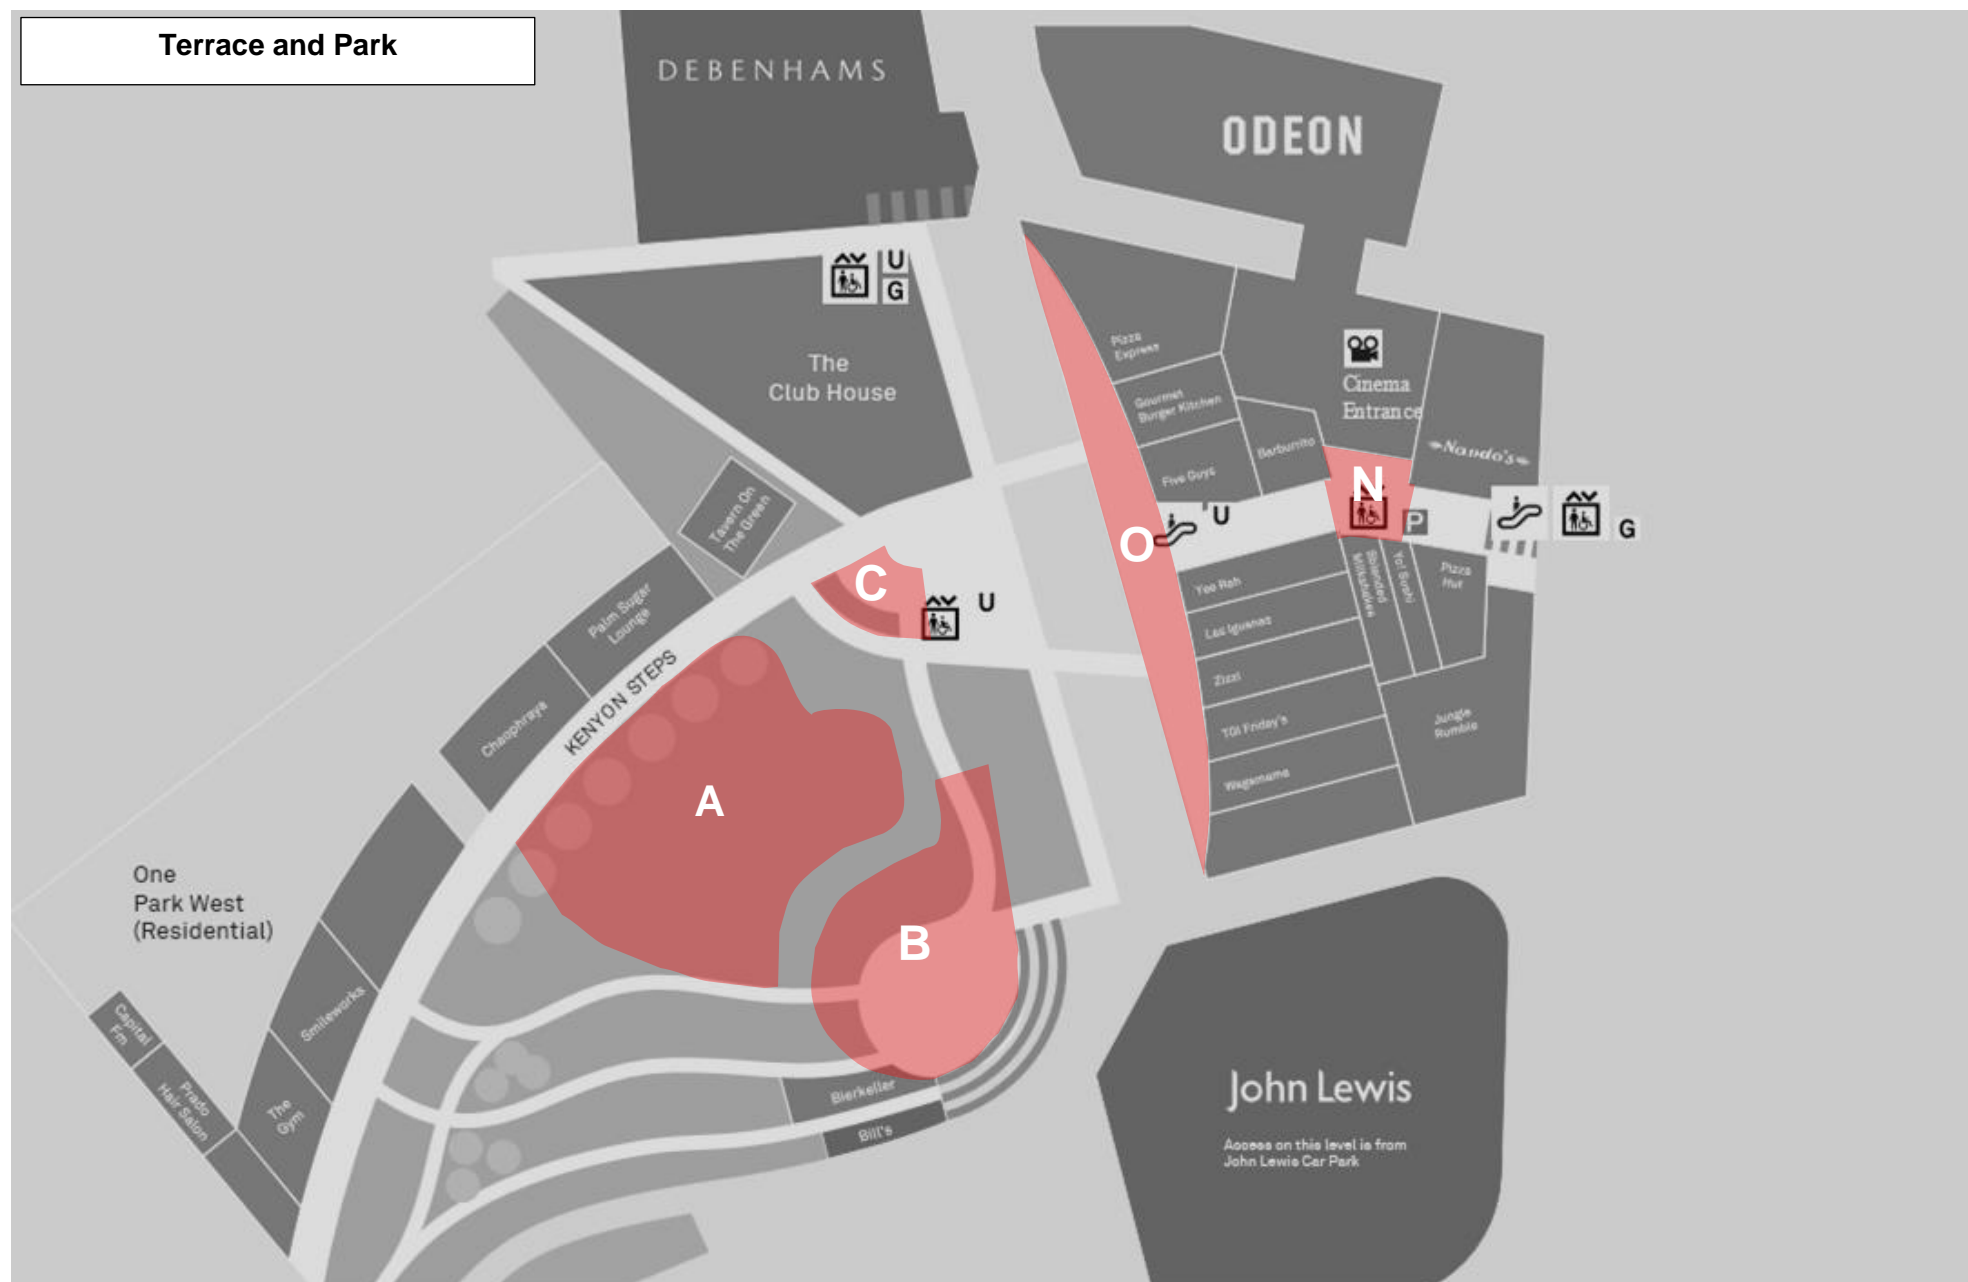 Terrace and Park
DEBENHAMS
ODEON
U
G
The
Club House
Pizza
Express
Gourmet
Burger Kitchen
Five Guys
Barburrito
Cinema
Entrance
Nando's
N
P
G
U
O
Tavern On
The Green
C
U
Palm Sugar
Lounge
Chaophraya
KENYON STEPS
Yee Rah
Las Iguanas
Zizzi
TGI Friday's
Wagamama
Blended
Milkshakes
Yo! Sushi
Pizza
Hut
Jungle
Rumble
A
B
One
Park West
(Residential)
Smileworks
Capital
Fm
Prado
Hair Salon
The
Gym
Bierkeller
Bill's
John Lewis
Access on this level is from
John Lewis Car Park